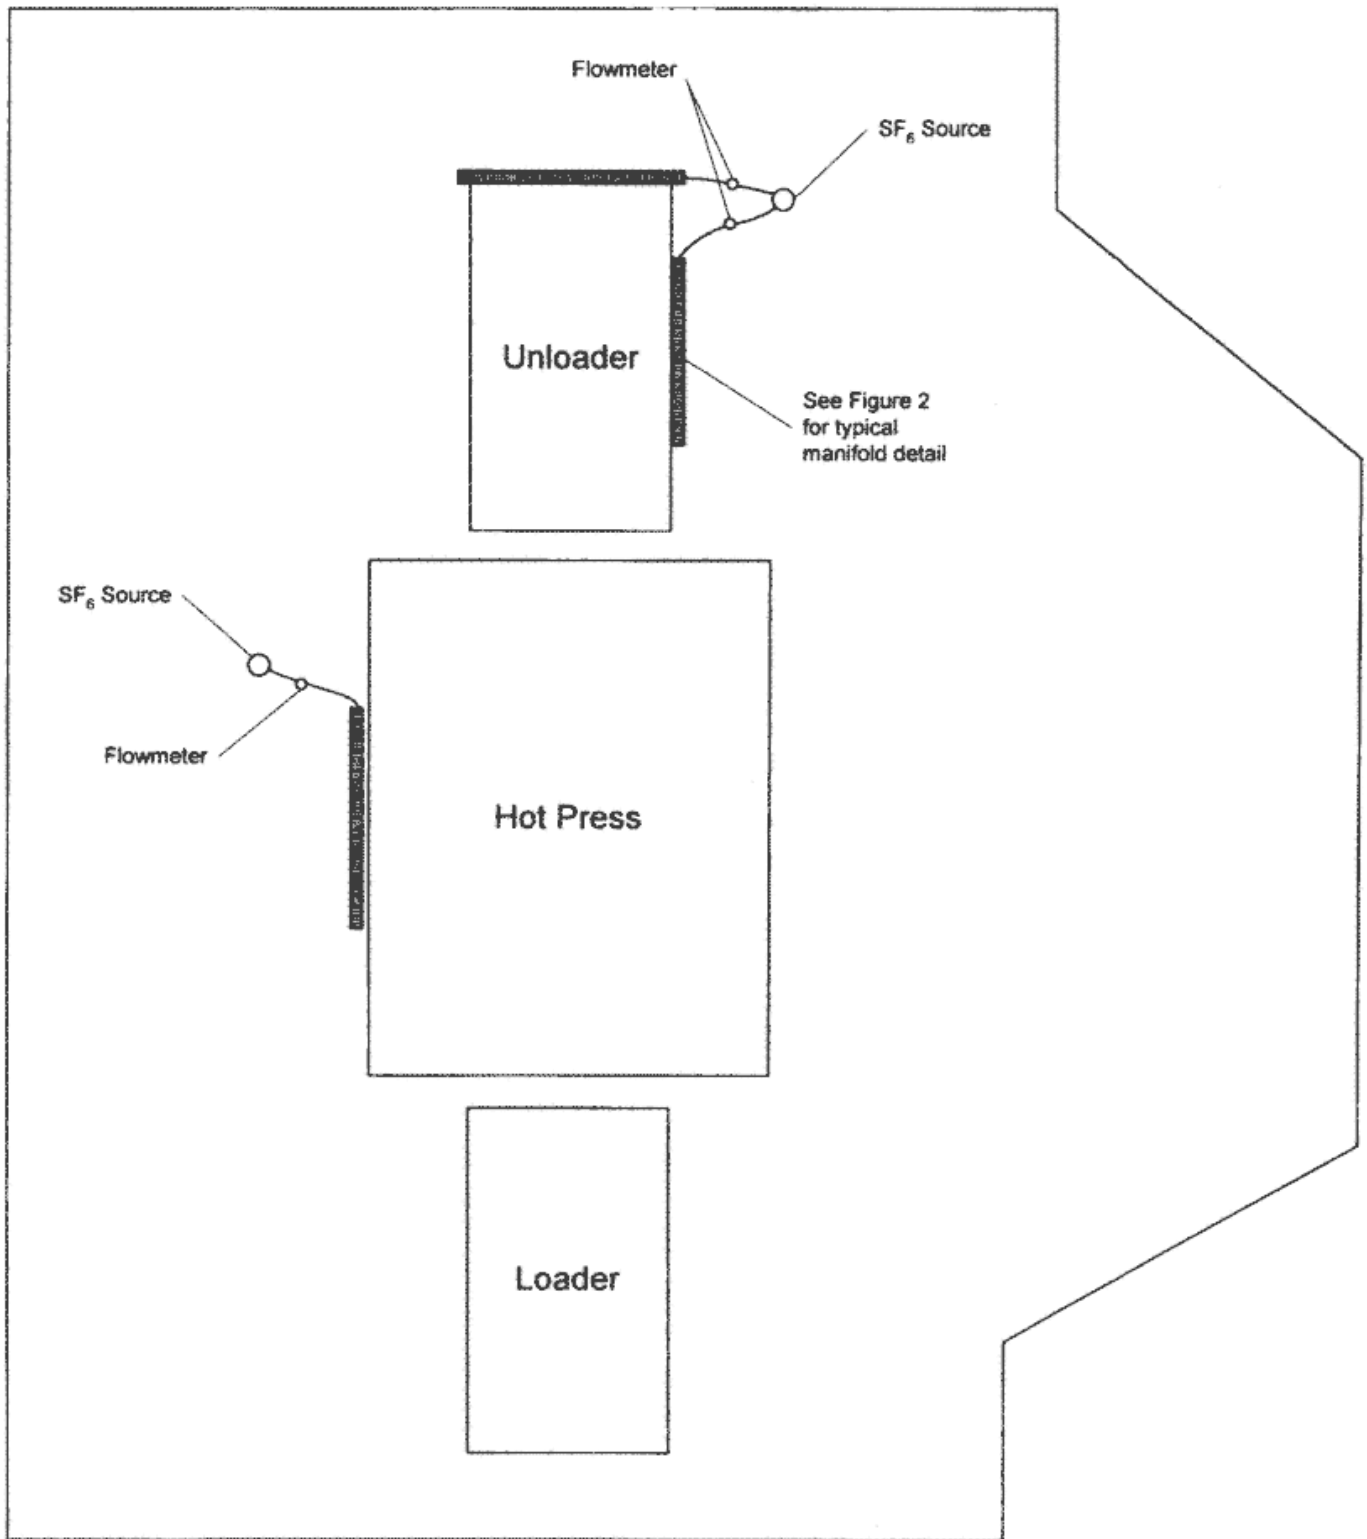 Flowmeter
SF₆ Source
Unloader
See Figure 2
for typical
manifold detail
SF₆ Source
Flowmeter
Hot Press
Loader